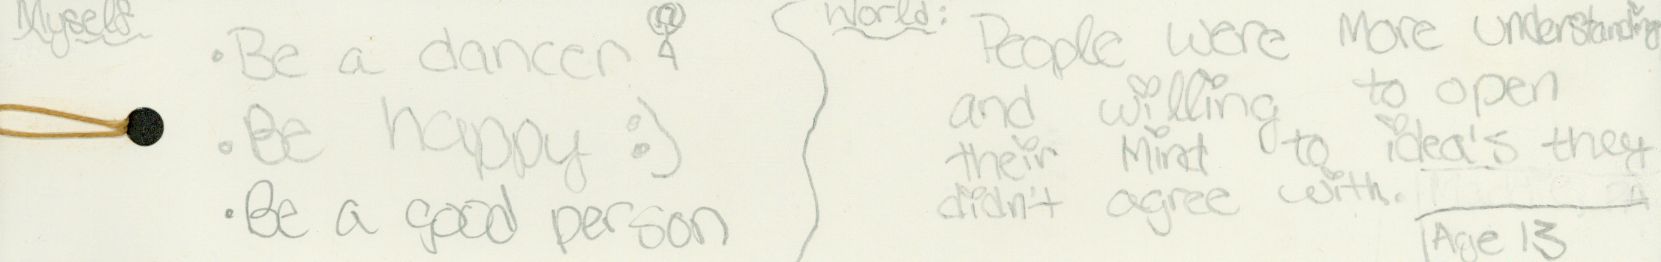 Myself
• Be a dancer
• Be happy :)
• Be a good person
World:
People were more understanding
and willing to open
their mind to idea's they
didn't agree with.
Age 13